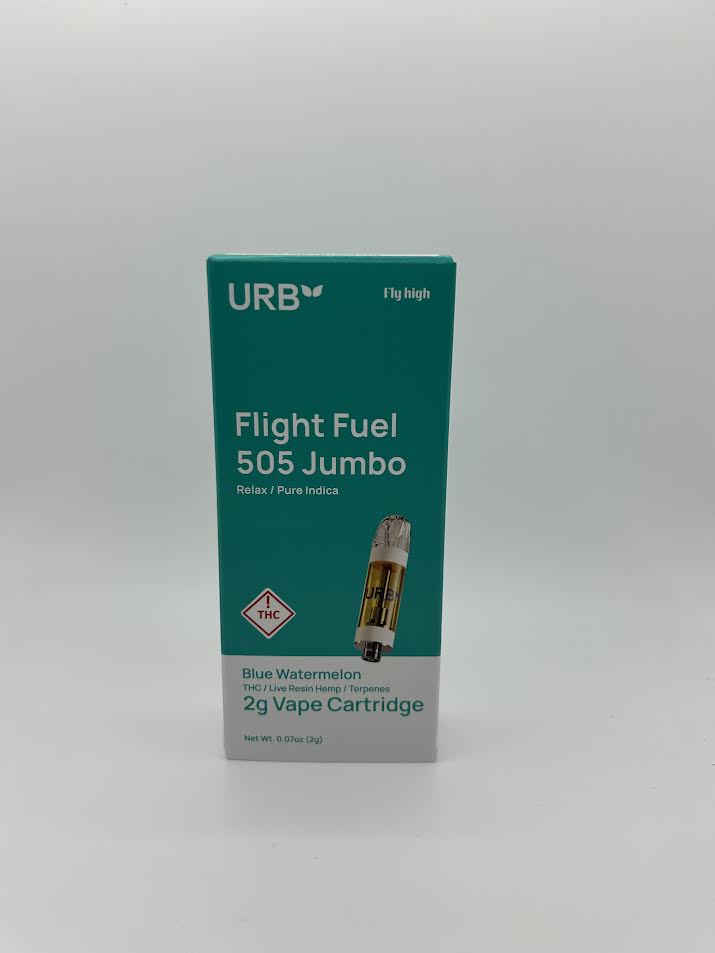 URB
Fly high
Flight Fuel
505 Jumbo
Relax / Pure Indica
URB
!
THC
Blue Watermelon
THC / Live Resin Hemp / Terpenes
2g Vape Cartridge
Net Wt. 0.07oz (2g)